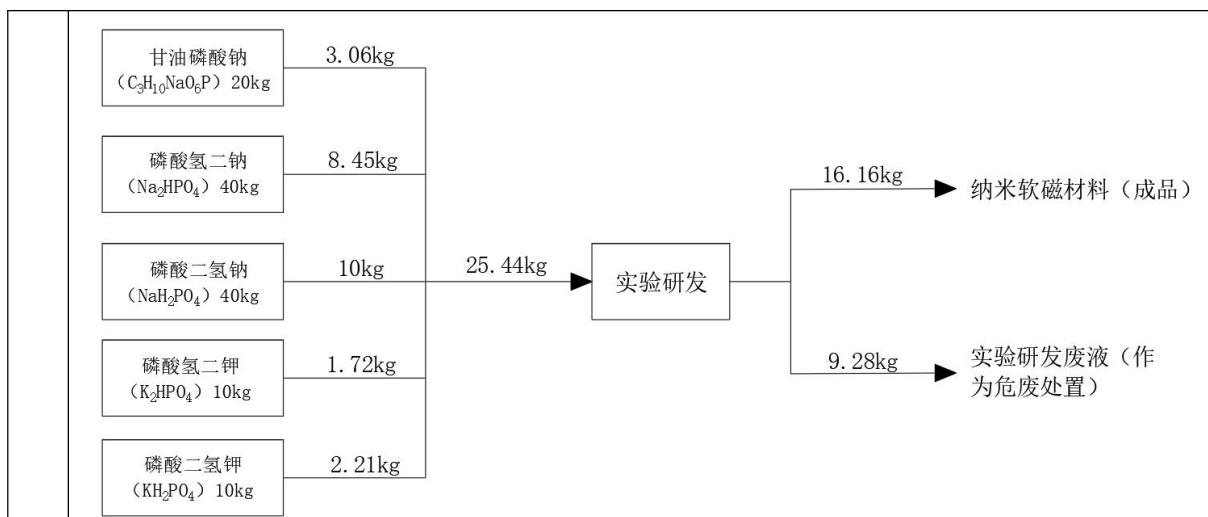 甘油磷酸钠
（C₃H₁₀NaO₆P）20kg
3.06kg
磷酸氢二钠
（Na₂HPO₄）40kg
8.45kg
磷酸二氢钠
（NaH₂PO₄）40kg
10kg
磷酸氢二钾
（K₂HPO₄）10kg
1.72kg
磷酸二氢钾
（KH₂PO₄）10kg
2.21kg
25.44kg
实验研发
16.16kg
纳米软磁材料（成品）
9.28kg
实验研发废液（作
为危废处置）